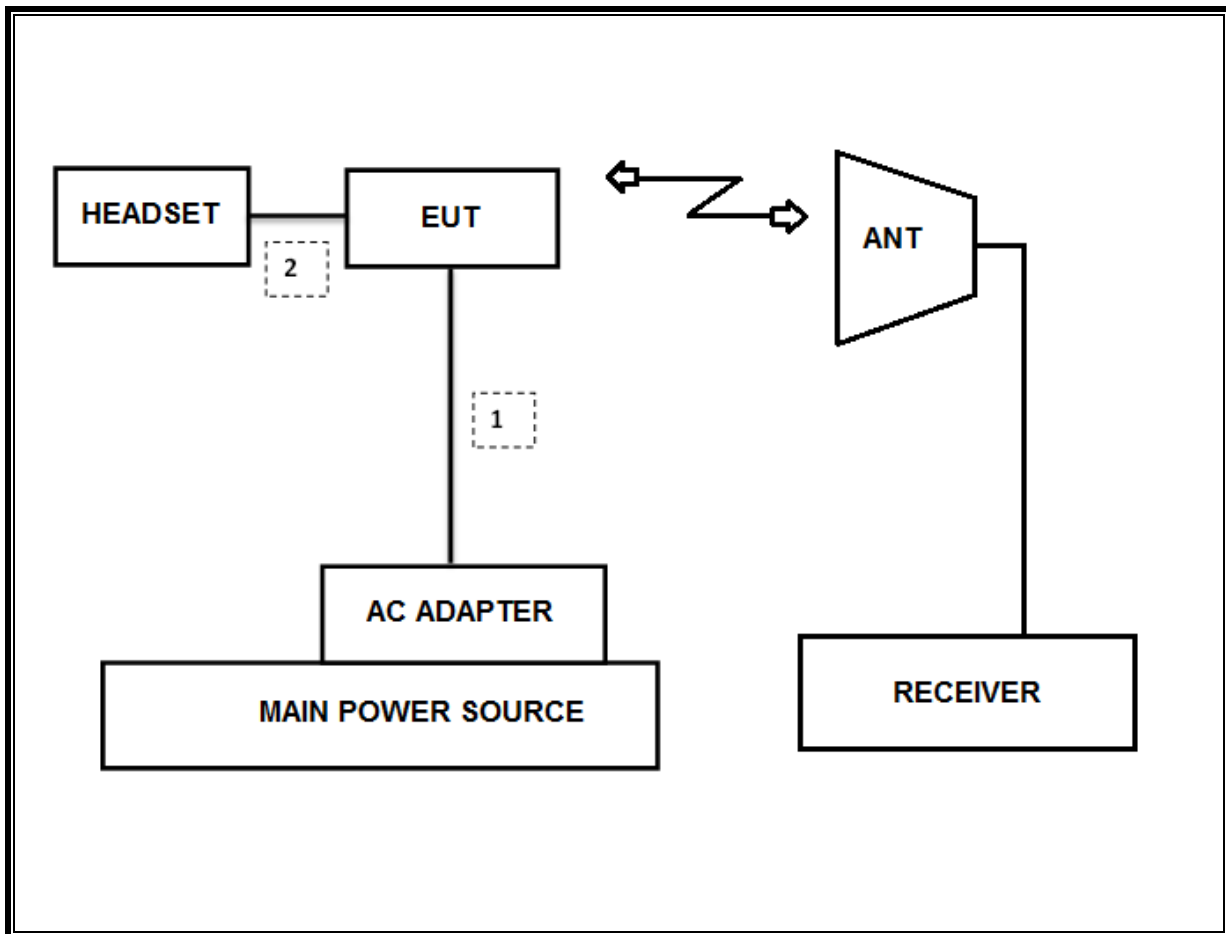 HEADSET
EUT
ANT
2
1
AC ADAPTER
MAIN POWER SOURCE
RECEIVER